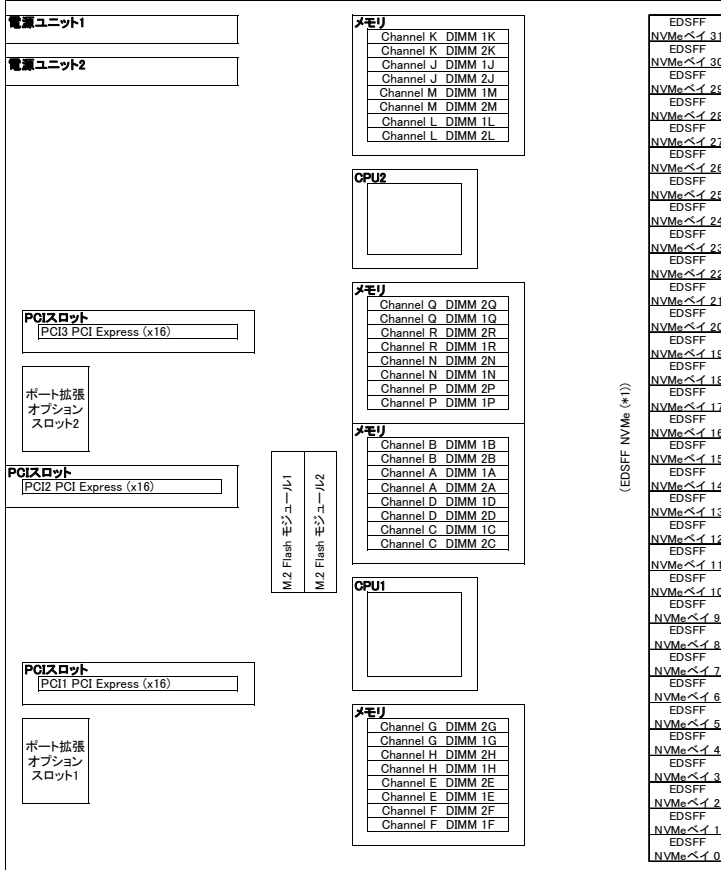 電源ユニット1
電源ユニット2
PCIスロット
PCI3 PCI Express (x16)
ポート拡張
オプション
スロット2
PCIスロット
PCI2 PCI Express (x16)
PCIスロット
PCI1 PCI Express (x16)
ポート拡張
オプション
スロット1
M.2 Flash モジュール1
M.2 Flash モジュール2
メモリ
Channel K DIMM 1K
Channel K DIMM 2K
Channel J DIMM 1J
Channel J DIMM 2J
Channel M DIMM 1M
Channel M DIMM 2M
Channel L DIMM 1L
Channel L DIMM 2L
CPU2
メモリ
Channel Q DIMM 2Q
Channel Q DIMM 1Q
Channel R DIMM 2R
Channel R DIMM 1R
Channel N DIMM 2N
Channel N DIMM 1N
Channel P DIMM 2P
Channel P DIMM 1P
メモリ
Channel B DIMM 1B
Channel B DIMM 2B
Channel A DIMM 1A
Channel A DIMM 2A
Channel D DIMM 1D
Channel D DIMM 2D
Channel C DIMM 1C
Channel C DIMM 2C
CPU1
メモリ
Channel G DIMM 2G
Channel G DIMM 1G
Channel H DIMM 2H
Channel H DIMM 1H
Channel E DIMM 2E
Channel E DIMM 1E
Channel F DIMM 2F
Channel F DIMM 1F
(EDSFF NVMe (*1))
EDSFF
NVMeベイ 31
EDSFF
NVMeベイ 30
EDSFF
NVMeベイ 29
EDSFF
NVMeベイ 28
EDSFF
NVMeベイ 27
EDSFF
NVMeベイ 26
EDSFF
NVMeベイ 25
EDSFF
NVMeベイ 24
EDSFF
NVMeベイ 23
EDSFF
NVMeベイ 22
EDSFF
NVMeベイ 21
EDSFF
NVMeベイ 20
EDSFF
NVMeベイ 19
EDSFF
NVMeベイ 18
EDSFF
NVMeベイ 17
EDSFF
NVMeベイ 16
EDSFF
NVMeベイ 15
EDSFF
NVMeベイ 14
EDSFF
NVMeベイ 13
EDSFF
NVMeベイ 12
EDSFF
NVMeベイ 11
EDSFF
NVMeベイ 10
EDSFF
NVMeベイ 9
EDSFF
NVMeベイ 8
EDSFF
NVMeベイ 7
EDSFF
NVMeベイ 6
EDSFF
NVMeベイ 5
EDSFF
NVMeベイ 4
EDSFF
NVMeベイ 3
EDSFF
NVMeベイ 2
EDSFF
NVMeベイ 1
EDSFF
NVMeベイ 0